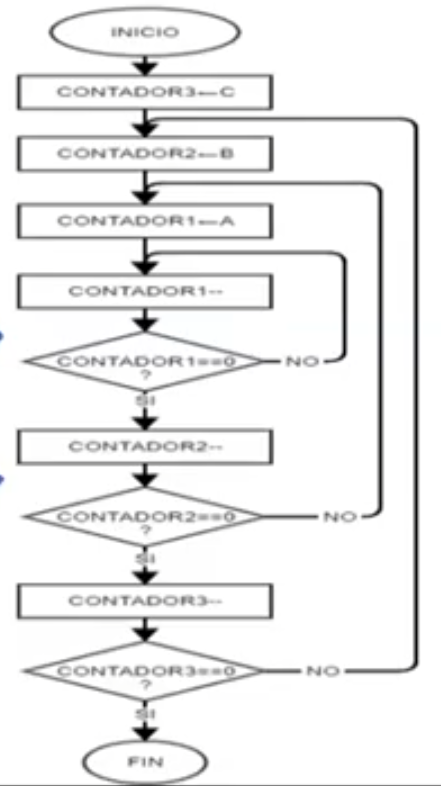 INICIO
CONTADOR3←C
CONTADOR2←B
CONTADOR1←A
CONTADOR1--
CONTADOR1==0 NO
?
SI
CONTADOR2--
CONTADOR2==0 NO
?
SI
CONTADOR3--
CONTADOR3==0 NO
?
SI
FIN